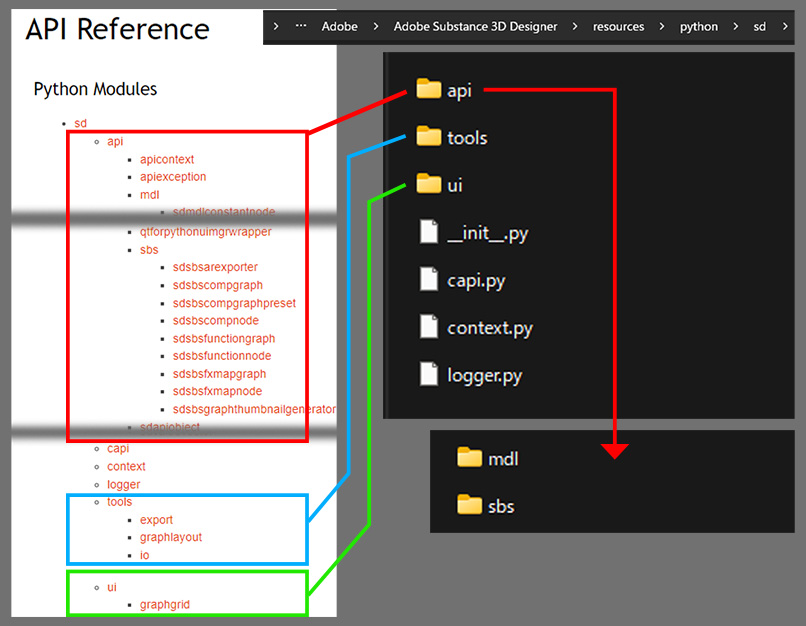 API Reference
Python Modules
sd
api
apicontext
apiexception
mdl
sdmdlconstantnode
qtforpythonuimgrwrapper
sbs
sdsbsarexporter
sdsbscompgraph
sdsbscompgraphpreset
sdsbscompnode
sdsbsfunctiongraph
sdsbsfunctionnode
sdsbsfxmapgraph
sdsbsfxmapnode
sdsbsgraphthumbnailgenerator
sdapiobject
capi
context
logger
tools
export
graphlayout
io
ui
graphgrid
> ··· Adobe > Adobe Substance 3D Designer > resources > python > sd >
api
tools
ui
__init__.py
capi.py
context.py
logger.py
mdl
sbs